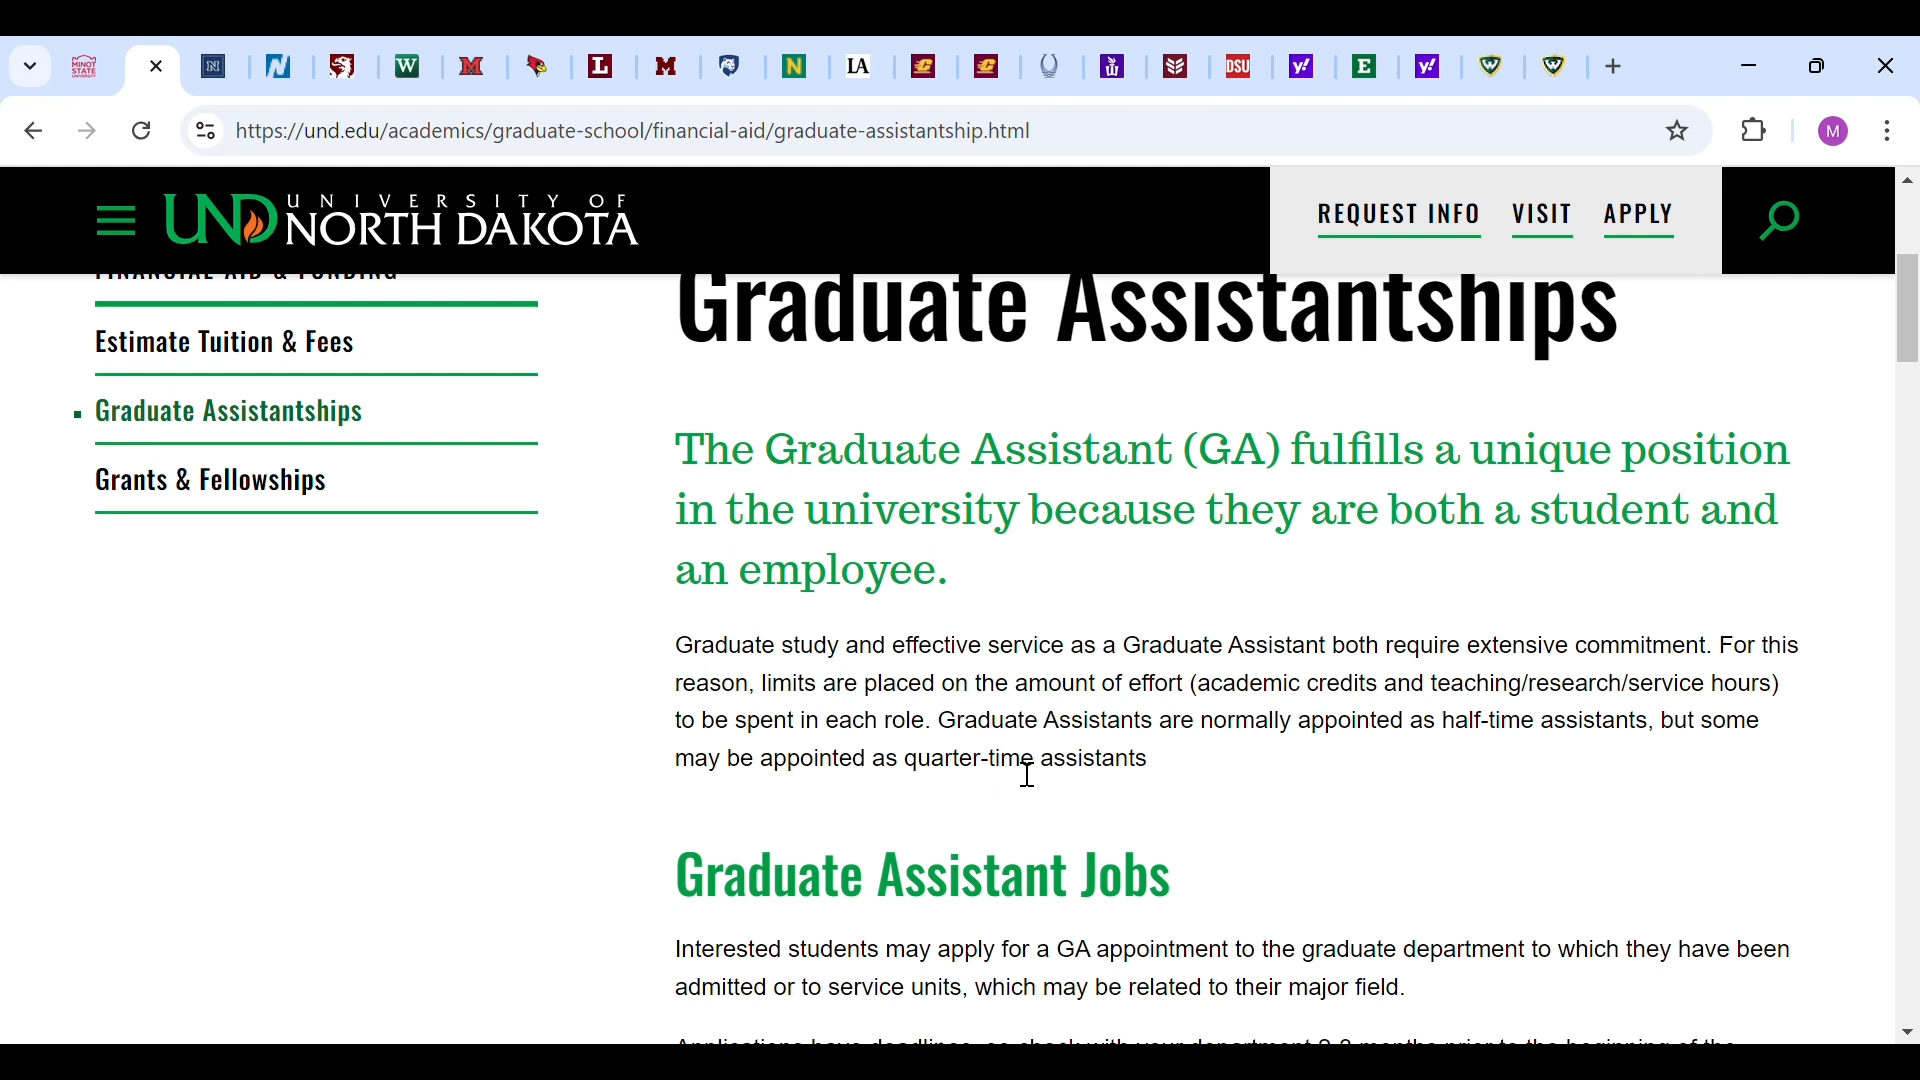 MINOT
STATE
https://und.edu/academics/graduate-school/financial-aid/graduate-assistantship.html
M
UND UNIVERSITY OF
NORTH DAKOTA
REQUEST INFO VISIT APPLY
FINANCIAL AID & FUNDING
Estimate Tuition & Fees
Graduate Assistantships
Grants & Fellowships
Graduate Assistantships
The Graduate Assistant (GA) fulfills a unique position
in the university because they are both a student and
an employee.
Graduate study and effective service as a Graduate Assistant both require extensive commitment. For this
reason, limits are placed on the amount of effort (academic credits and teaching/research/service hours)
to be spent in each role. Graduate Assistants are normally appointed as half-time assistants, but some
may be appointed as quarter-time assistants
Graduate Assistant Jobs
Interested students may apply for a GA appointment to the graduate department to which they have been
admitted or to service units, which may be related to their major field.
Applications have deadlines, so check with your department 2-3 months prior to the beginning of the